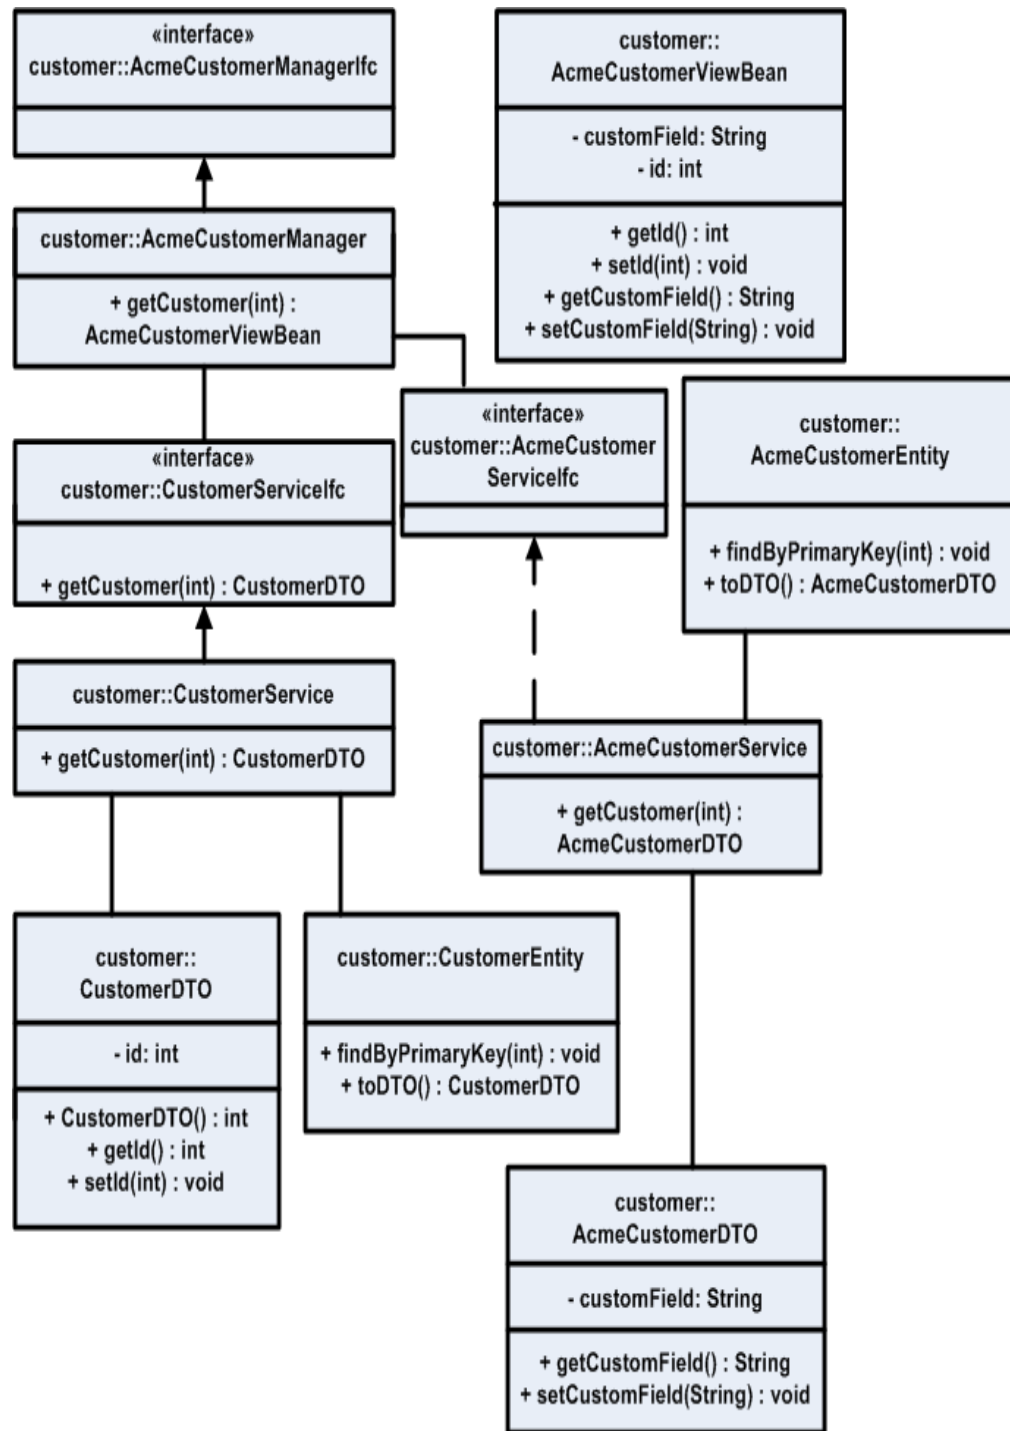 «interface»
customer::AcmeCustomerManagerIfc
customer::AcmeCustomerManager
+ getCustomer(int) :
AcmeCustomerViewBean
«interface»
customer::CustomerServiceIfc
+ getCustomer(int) : CustomerDTO
customer::CustomerService
+ getCustomer(int) : CustomerDTO
customer::
CustomerDTO
- id: int
+ CustomerDTO() : int
+ getId() : int
+ setId(int) : void
customer::CustomerEntity
+ findByPrimaryKey(int) : void
+ toDTO() : CustomerDTO
customer::
AcmeCustomerViewBean
- customField: String
- id: int
+ getId() : int
+ setId(int) : void
+ getCustomField() : String
+ setCustomField(String) : void
«interface»
customer::AcmeCustomer
ServiceIfc
customer::
AcmeCustomerEntity
+ findByPrimaryKey(int) : void
+ toDTO() : AcmeCustomerDTO
customer::AcmeCustomerService
+ getCustomer(int) :
AcmeCustomerDTO
customer::
AcmeCustomerDTO
- customField: String
+ getCustomField() : String
+ setCustomField(String) : void